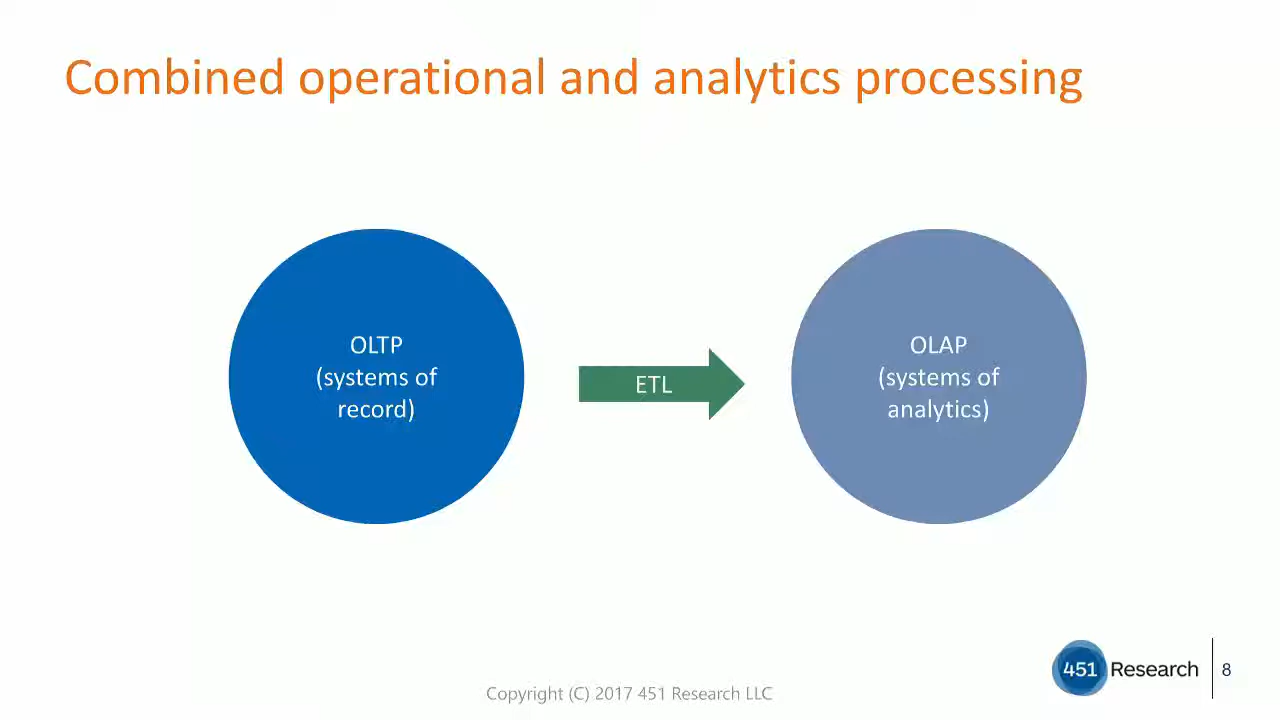 Combined operational and analytics processing
OLTP
(systems of
record)
ETL
OLAP
(systems of
analytics)
451 Research
8
Copyright (C) 2017 451 Research LLC